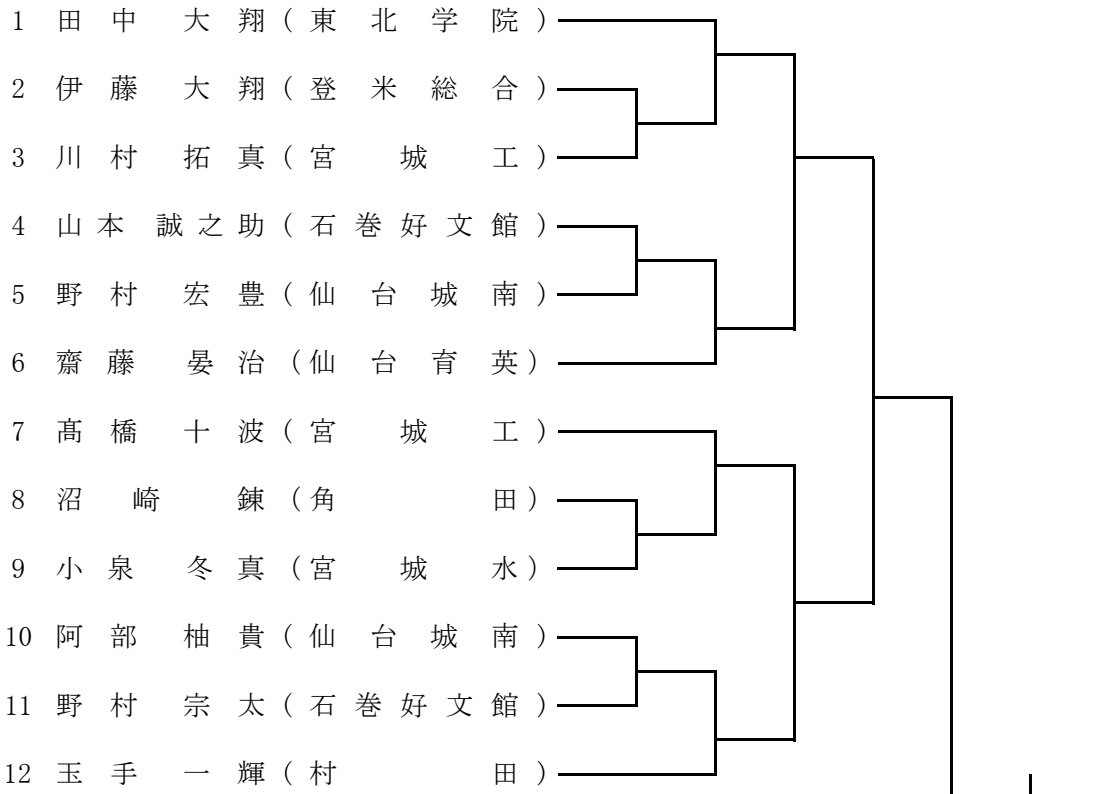 1 田中 大翔 (東北学院)
2 伊藤 大翔 (登米総合)
3 川村 拓真 (宮城工)
4 山本 誠之助 (石巻好文館)
5 野村 宏豊 (仙台城南)
6 齋藤 晏治 (仙台育英)
7 髙橋 十波 (宮城工)
8 沼崎 錬 (角田)
9 小泉 冬真 (宮城水)
10 阿部 柚貴 (仙台城南)
11 野村 宗太 (石巻好文館)
12 玉手 一輝 (村田)